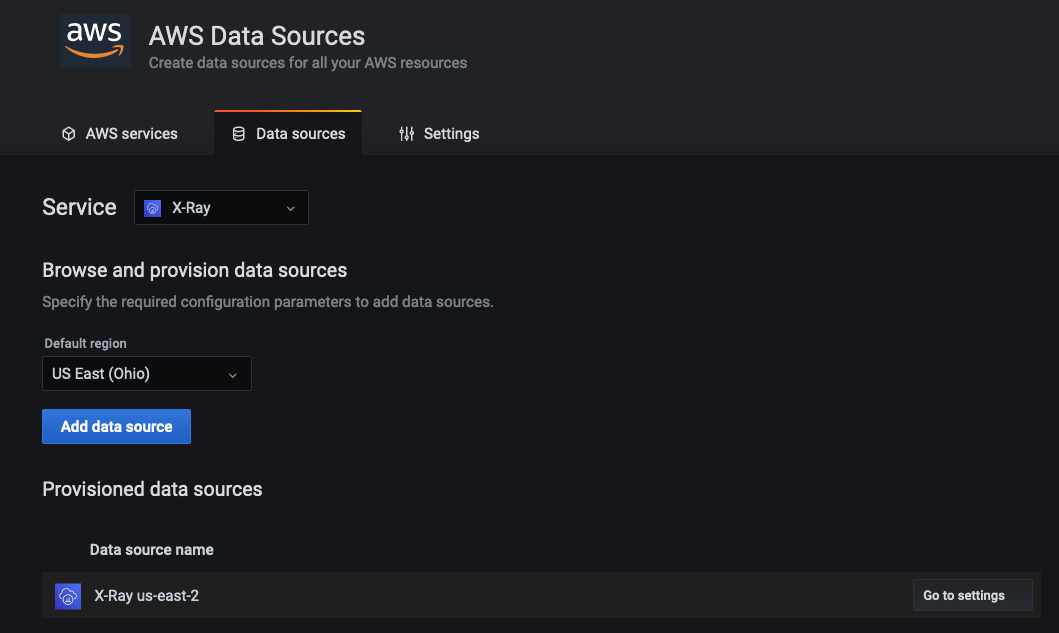 aws
AWS Data Sources
Create data sources for all your AWS resources
AWS services
Data sources
Settings
Service
X-Ray
Browse and provision data sources
Specify the required configuration parameters to add data sources.
Default region
US East (Ohio)
Add data source
Provisioned data sources
Data source name
X-Ray us-east-2
Go to settings